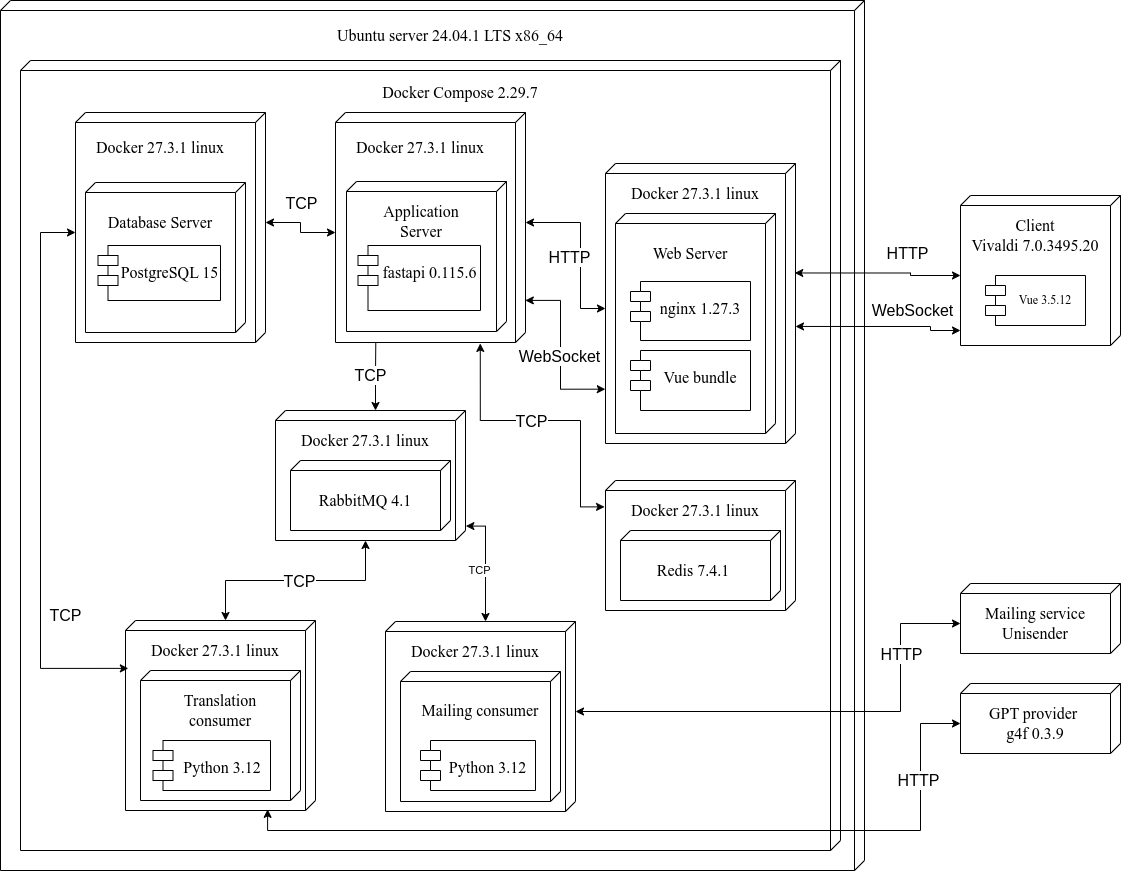 Ubuntu server 24.04.1 LTS x86_64
Docker Compose 2.29.7
Docker 27.3.1 linux
Database Server
PostgreSQL 15
TCP
Docker 27.3.1 linux
Application
Server
fastapi 0.115.6
HTTP
WebSocket
Docker 27.3.1 linux
Web Server
nginx 1.27.3
Vue bundle
HTTP
WebSocket
Client
Vivaldi 7.0.3495.20
Vue 3.5.12
TCP
TCP
Docker 27.3.1 linux
RabbitMQ 4.1
Docker 27.3.1 linux
Redis 7.4.1
TCP
TCP
TCP
Docker 27.3.1 linux
Translation
consumer
Python 3.12
Docker 27.3.1 linux
Mailing consumer
Python 3.12
HTTP
Mailing service
Unisender
HTTP
GPT provider
g4f 0.3.9